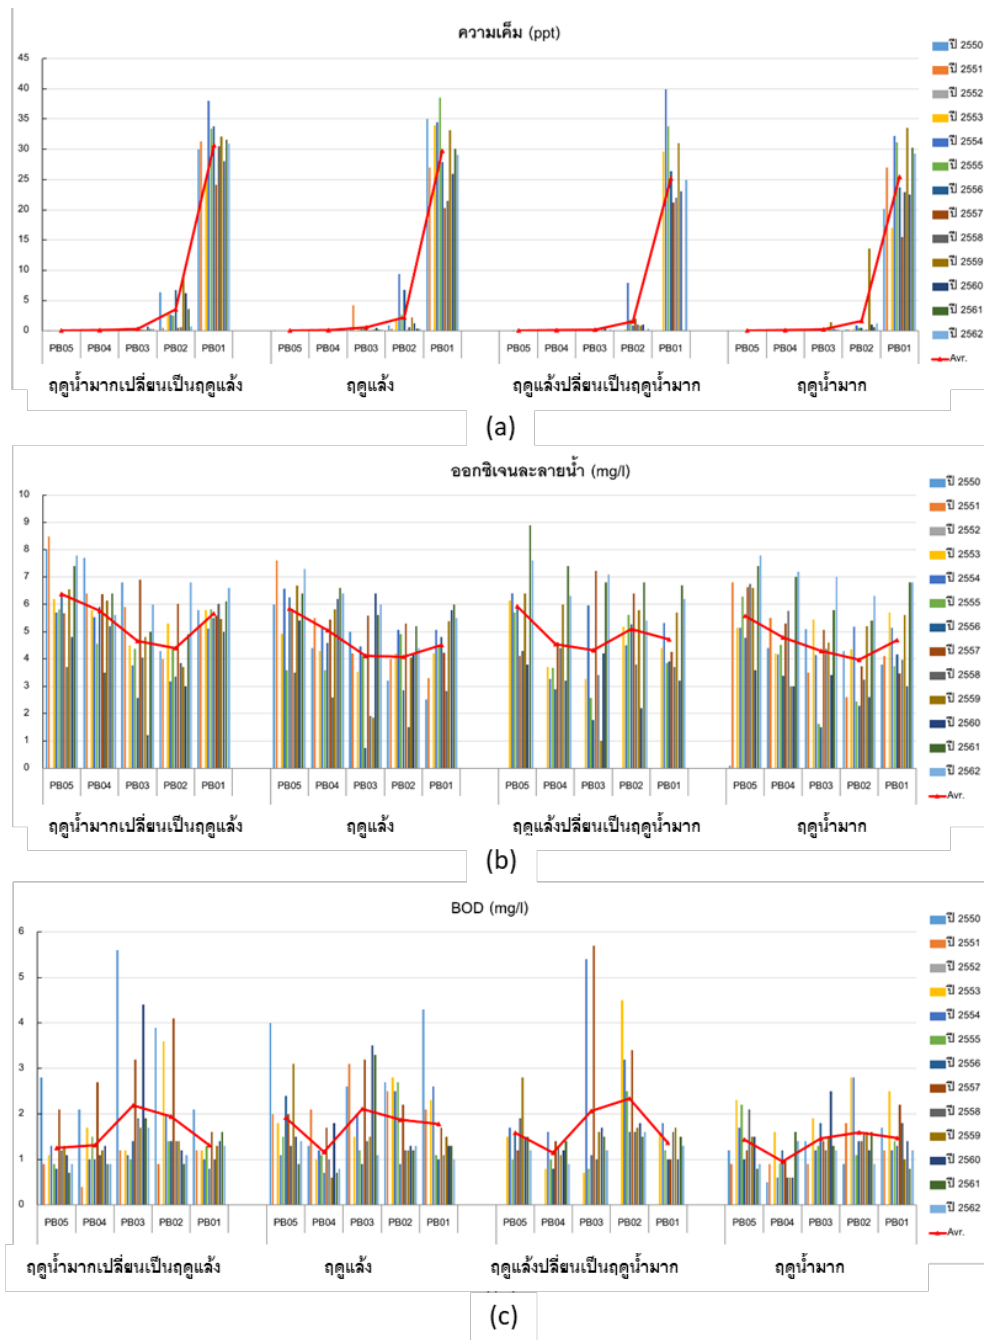 ความเค็ม (ppt)
45
40
35
30
25
20
15
10
5
0
PB05 PB04 PB03 PB02 PB01 PB05 PB04 PB03 PB02 PB01 PB05 PB04 PB03 PB02 PB01 PB05 PB04 PB03 PB02 PB01
ฤดูน้ำมากเปลี่ยนเป็นฤดูแล้ง ฤดูแล้ง ฤดูแล้งเปลี่ยนเป็นฤดูน้ำมาก ฤดูน้ำมาก
ปี 2550
ปี 2551
ปี 2552
ปี 2553
ปี 2554
ปี 2555
ปี 2556
ปี 2557
ปี 2558
ปี 2559
ปี 2560
ปี 2561
ปี 2562
Avr.
(a)
ออกซิเจนละลายน้ำ (mg/l)
10
9
8
7
6
5
4
3
2
1
0
PB05 PB04 PB03 PB02 PB01 PB05 PB04 PB03 PB02 PB01 PB05 PB04 PB03 PB02 PB01 PB05 PB04 PB03 PB02 PB01
ฤดูน้ำมากเปลี่ยนเป็นฤดูแล้ง ฤดูแล้ง ฤดูแล้งเปลี่ยนเป็นฤดูน้ำมาก ฤดูน้ำมาก
ปี 2550
ปี 2551
ปี 2552
ปี 2553
ปี 2554
ปี 2555
ปี 2556
ปี 2557
ปี 2558
ปี 2559
ปี 2560
ปี 2561
ปี 2562
Avr.
(b)
BOD (mg/l)
6
5
4
3
2
1
0
PB05 PB04 PB03 PB02 PB01 PB05 PB04 PB03 PB02 PB01 PB05 PB04 PB03 PB02 PB01 PB05 PB04 PB03 PB02 PB01
ฤดูน้ำมากเปลี่ยนเป็นฤดูแล้ง ฤดูแล้ง ฤดูแล้งเปลี่ยนเป็นฤดูน้ำมาก ฤดูน้ำมาก
ปี 2550
ปี 2551
ปี 2552
ปี 2553
ปี 2554
ปี 2555
ปี 2556
ปี 2557
ปี 2558
ปี 2559
ปี 2560
ปี 2561
ปี 2562
Avr.
(c)